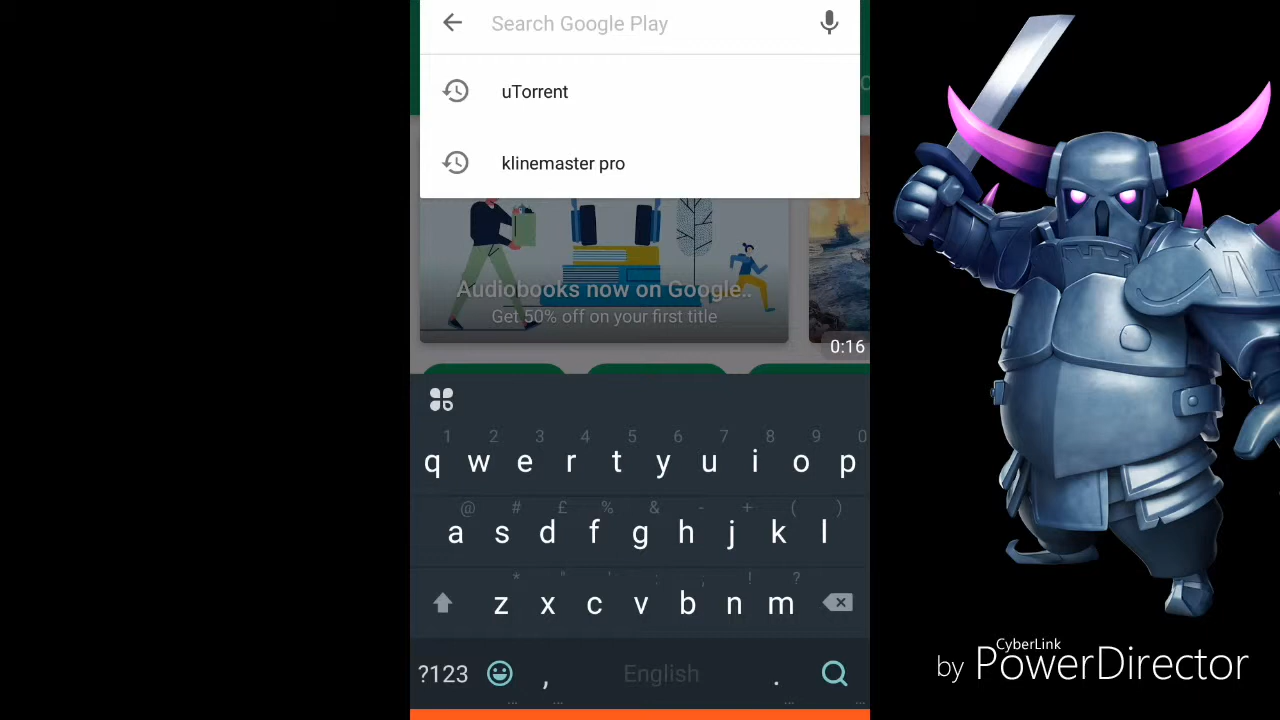 Search Google Play
uTorrent
klinemaster pro
Audiobooks now on Google..
Get 50% off on your first title
0:16
1 2 3 4 5 6 7 8 9 0
q w e r t y u i o p
@ # £ % & - + ( )
a s d f g h j k l
* " ' : ; ! ?
z x c v b n m
?123 , English .
CyberLink
by PowerDirector